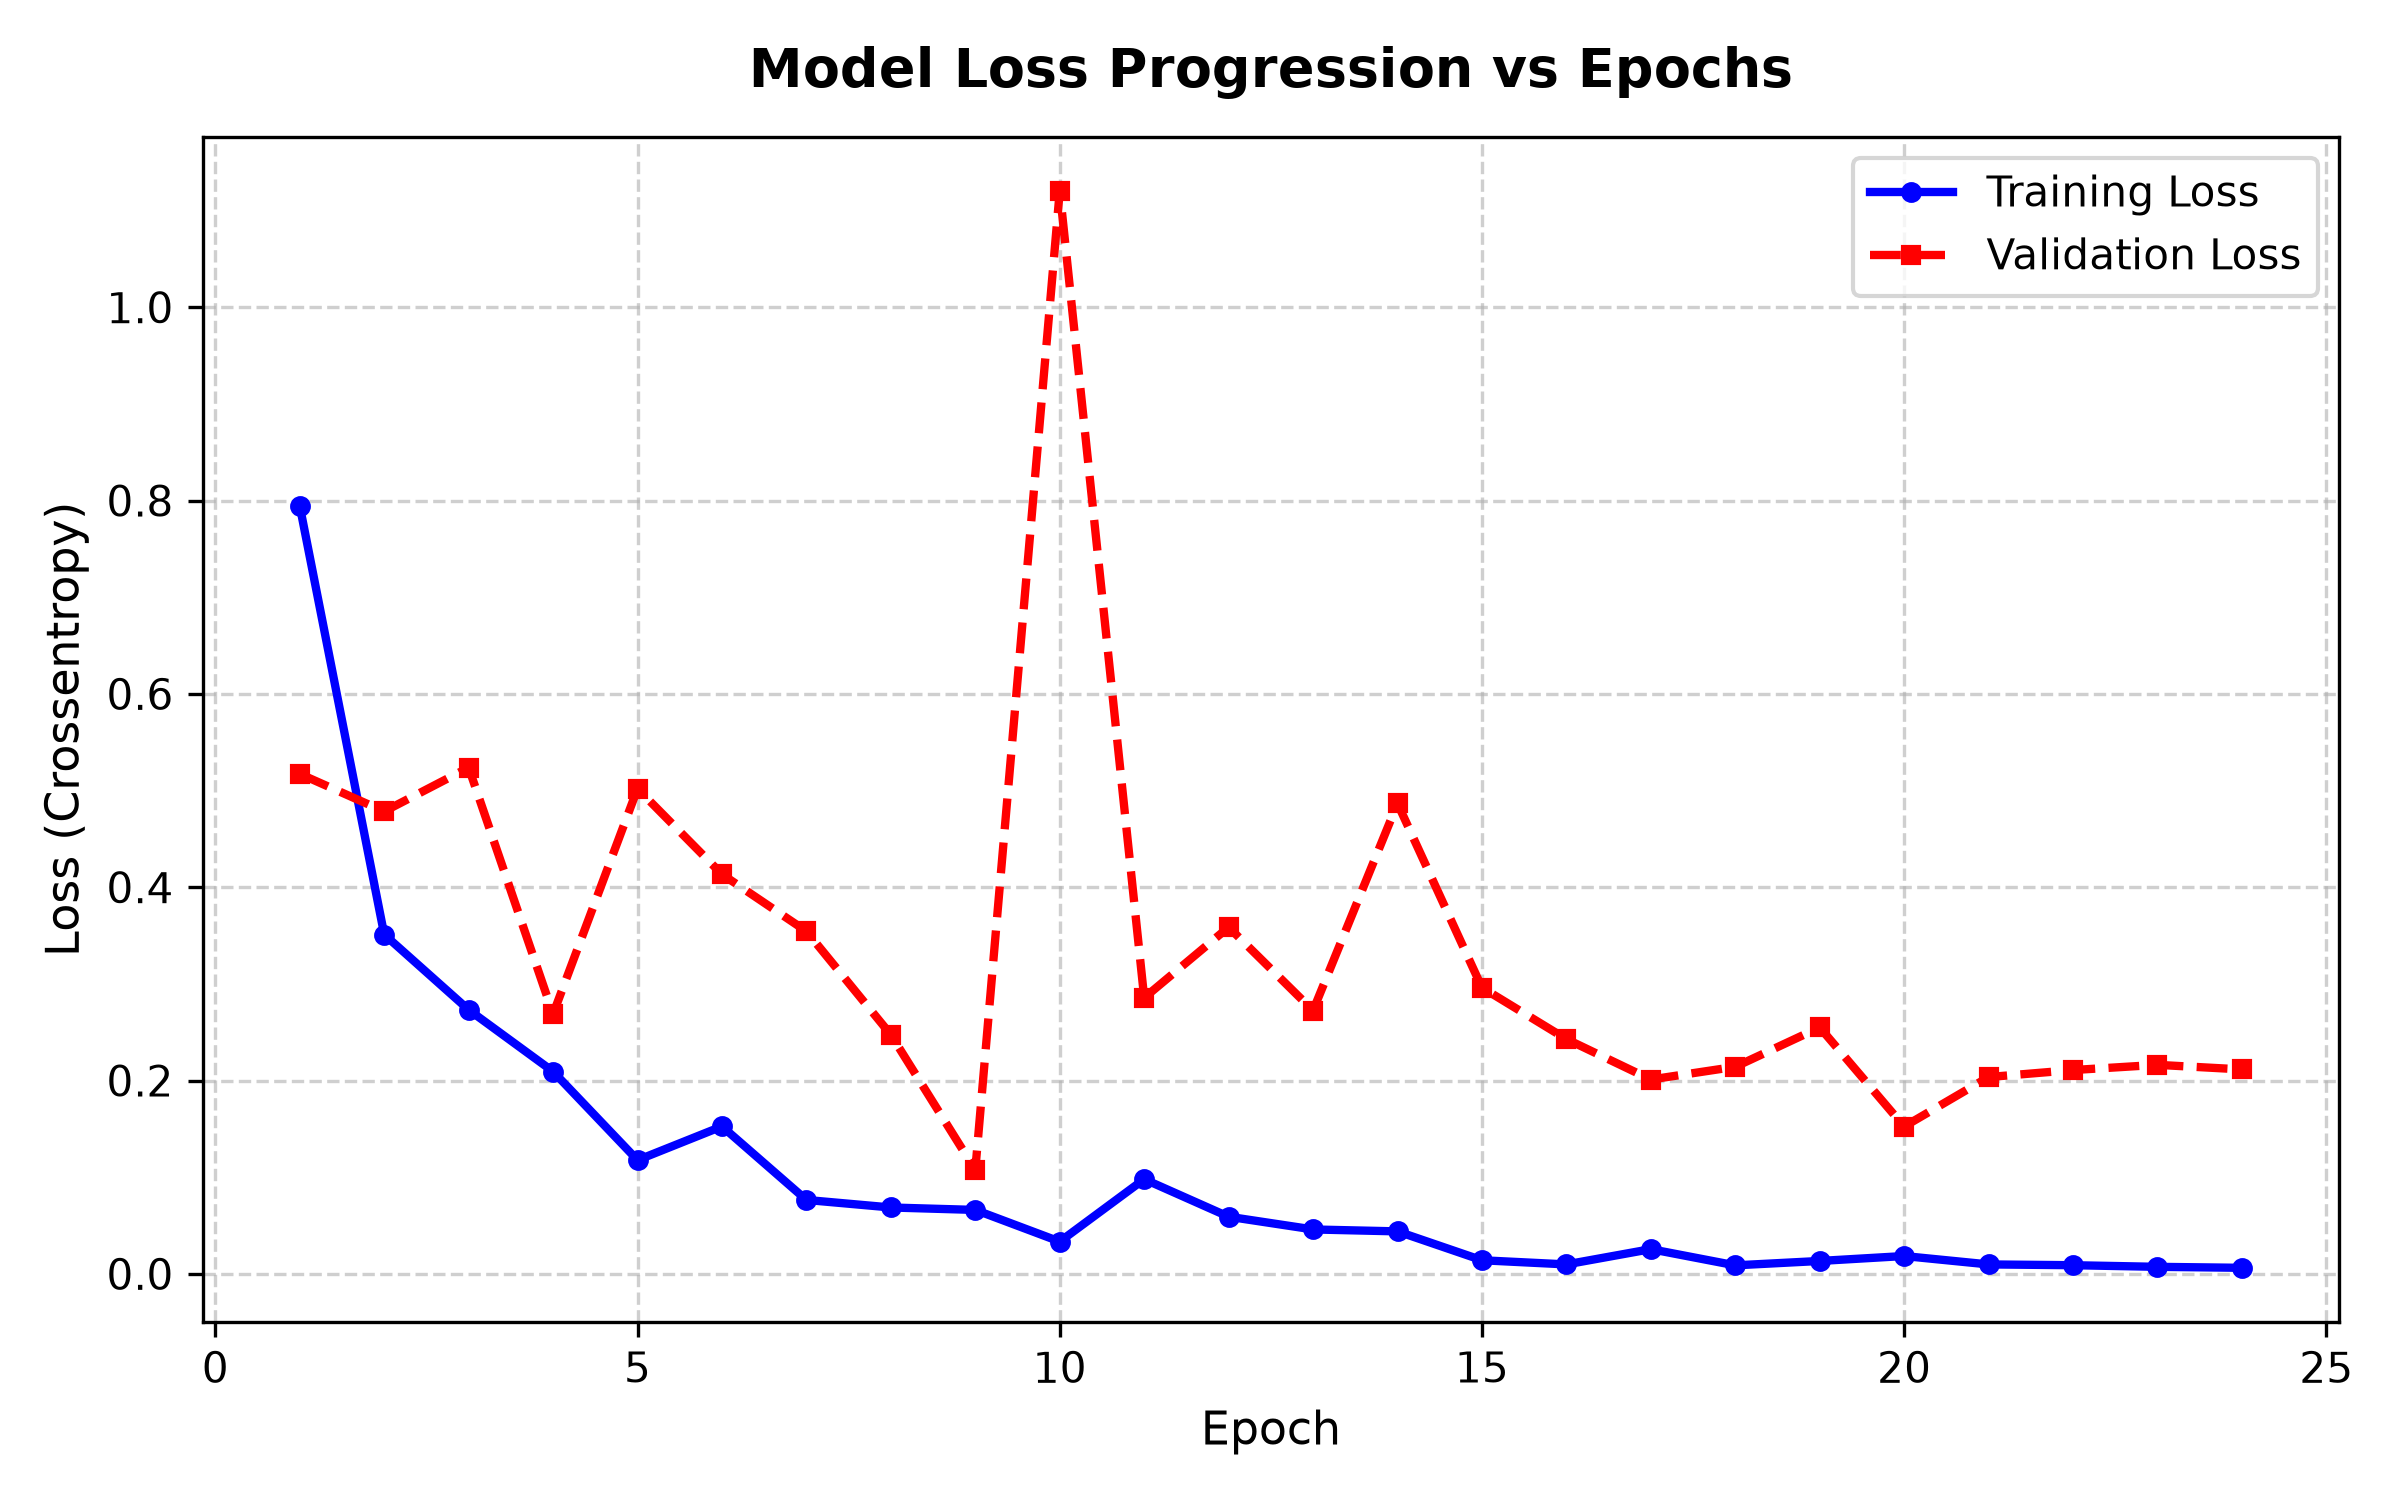 Model Loss Progression vs Epochs
Training Loss
Validation Loss
Loss (Crossentropy)
1.0
0.8
0.6
0.4
0.2
0.0
0 5 10 15 20 25
Epoch